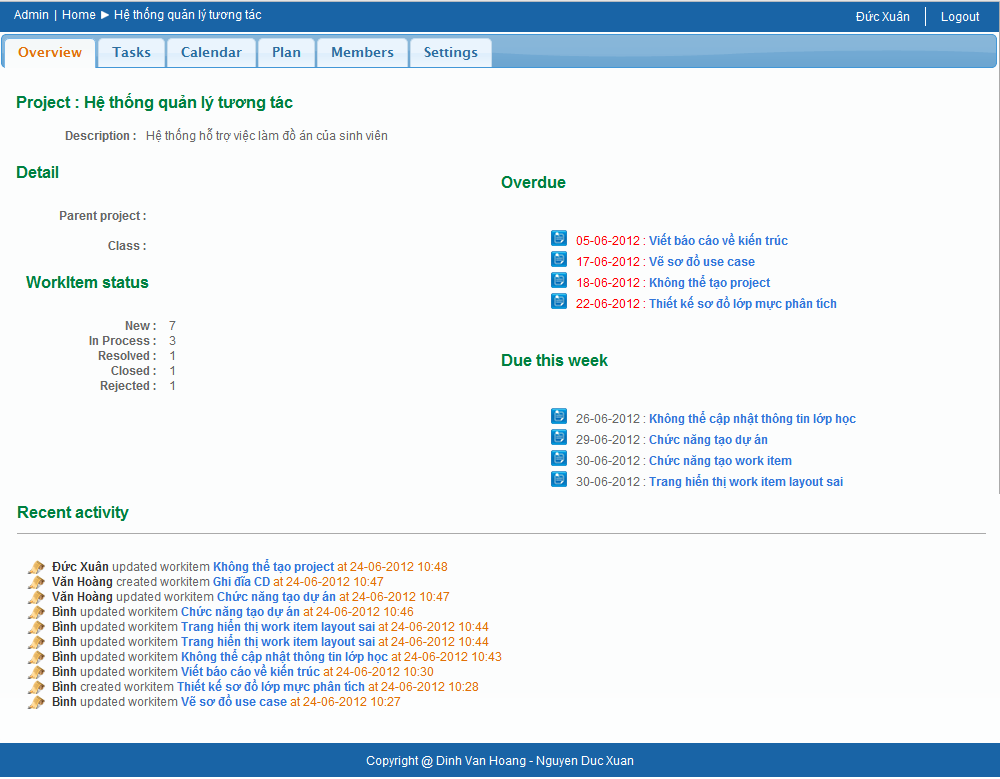 Admin | Home ► Hệ thống quản lý tương tác
Đức Xuân | Logout
Overview Tasks Calendar Plan Members Settings
Project : Hệ thống quản lý tương tác
Description : Hệ thống hỗ trợ việc làm đồ án của sinh viên
Detail
Parent project :
Class :
WorkItem status
New : 7
In Process : 3
Resolved : 1
Closed : 1
Rejected : 1
Overdue
05-06-2012 : Viết báo cáo về kiến trúc
17-06-2012 : Vẽ sơ đồ use case
18-06-2012 : Không thể tạo project
22-06-2012 : Thiết kế sơ đồ lớp mực phân tích
Due this week
26-06-2012 : Không thể cập nhật thông tin lớp học
29-06-2012 : Chức năng tạo dự án
30-06-2012 : Chức năng tạo work item
30-06-2012 : Trang hiển thị work item layout sai
Recent activity
Đức Xuân updated workitem Không thể tạo project at 24-06-2012 10:48
Văn Hoàng created workitem Ghi đĩa CD at 24-06-2012 10:47
Văn Hoàng updated workitem Chức năng tạo dự án at 24-06-2012 10:47
Bình updated workitem Chức năng tạo dự án at 24-06-2012 10:46
Bình updated workitem Trang hiển thị work item layout sai at 24-06-2012 10:44
Bình updated workitem Trang hiển thị work item layout sai at 24-06-2012 10:44
Bình updated workitem Không thể cập nhật thông tin lớp học at 24-06-2012 10:43
Bình updated workitem Viết báo cáo về kiến trúc at 24-06-2012 10:30
Bình created workitem Thiết kế sơ đồ lớp mực phân tích at 24-06-2012 10:28
Bình updated workitem Vẽ sơ đồ use case at 24-06-2012 10:27
Copyright @ Dinh Van Hoang - Nguyen Duc Xuan